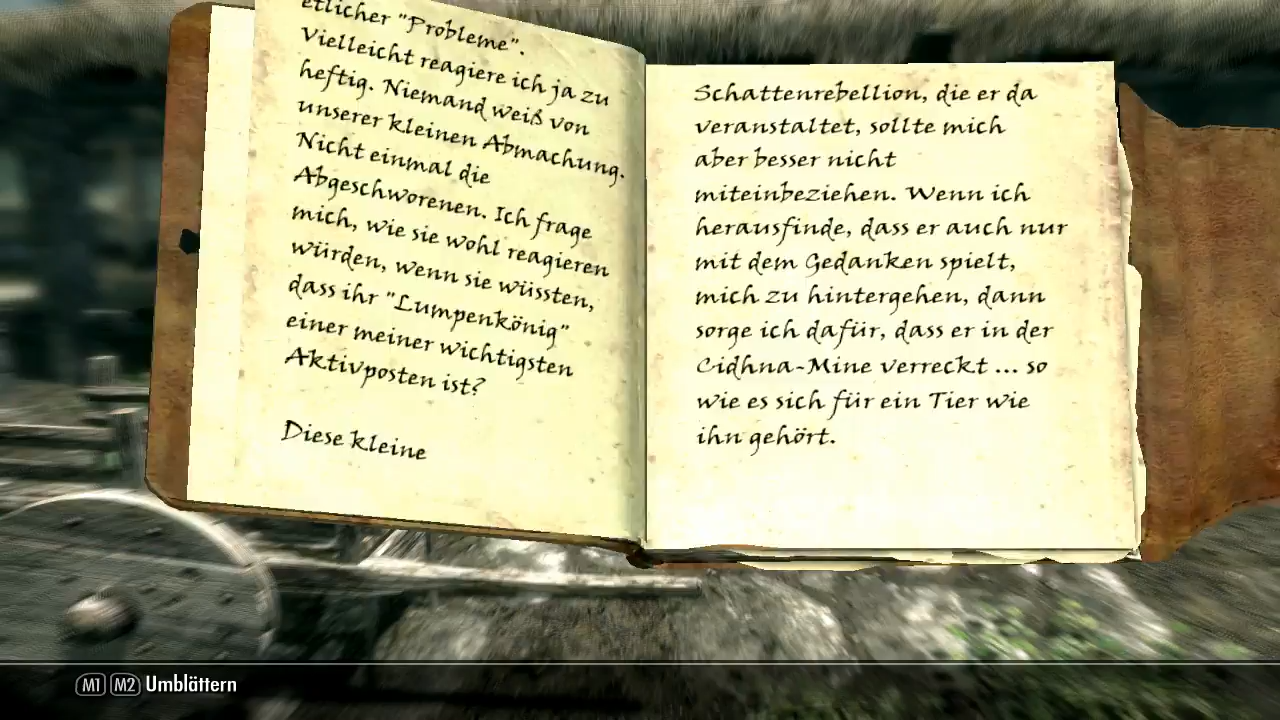 etlicher "Probleme".
Vielleicht reagiere ich ja zu
heftig. Niemand weiß von
unserer kleinen Abmachung.
Nicht einmal die
Abgeschworenen. Ich frage
mich, wie sie wohl reagieren
würden, wenn sie wüssten,
dass ihr "Lumpenkönig"
einer meiner wichtigsten
Aktivposten ist?
Diese kleine
Schattenrebellion, die er da
veranstaltet, sollte mich
aber besser nicht
miteinbeziehen. Wenn ich
herausfinde, dass er auch nur
mit dem Gedanken spielt,
mich zu hintergehen, dann
sorge ich dafür, dass er in der
Cidhna-Mine verreckt ... so
wie es sich für ein Tier wie
ihn gehört.
M1 M2 Umblättern